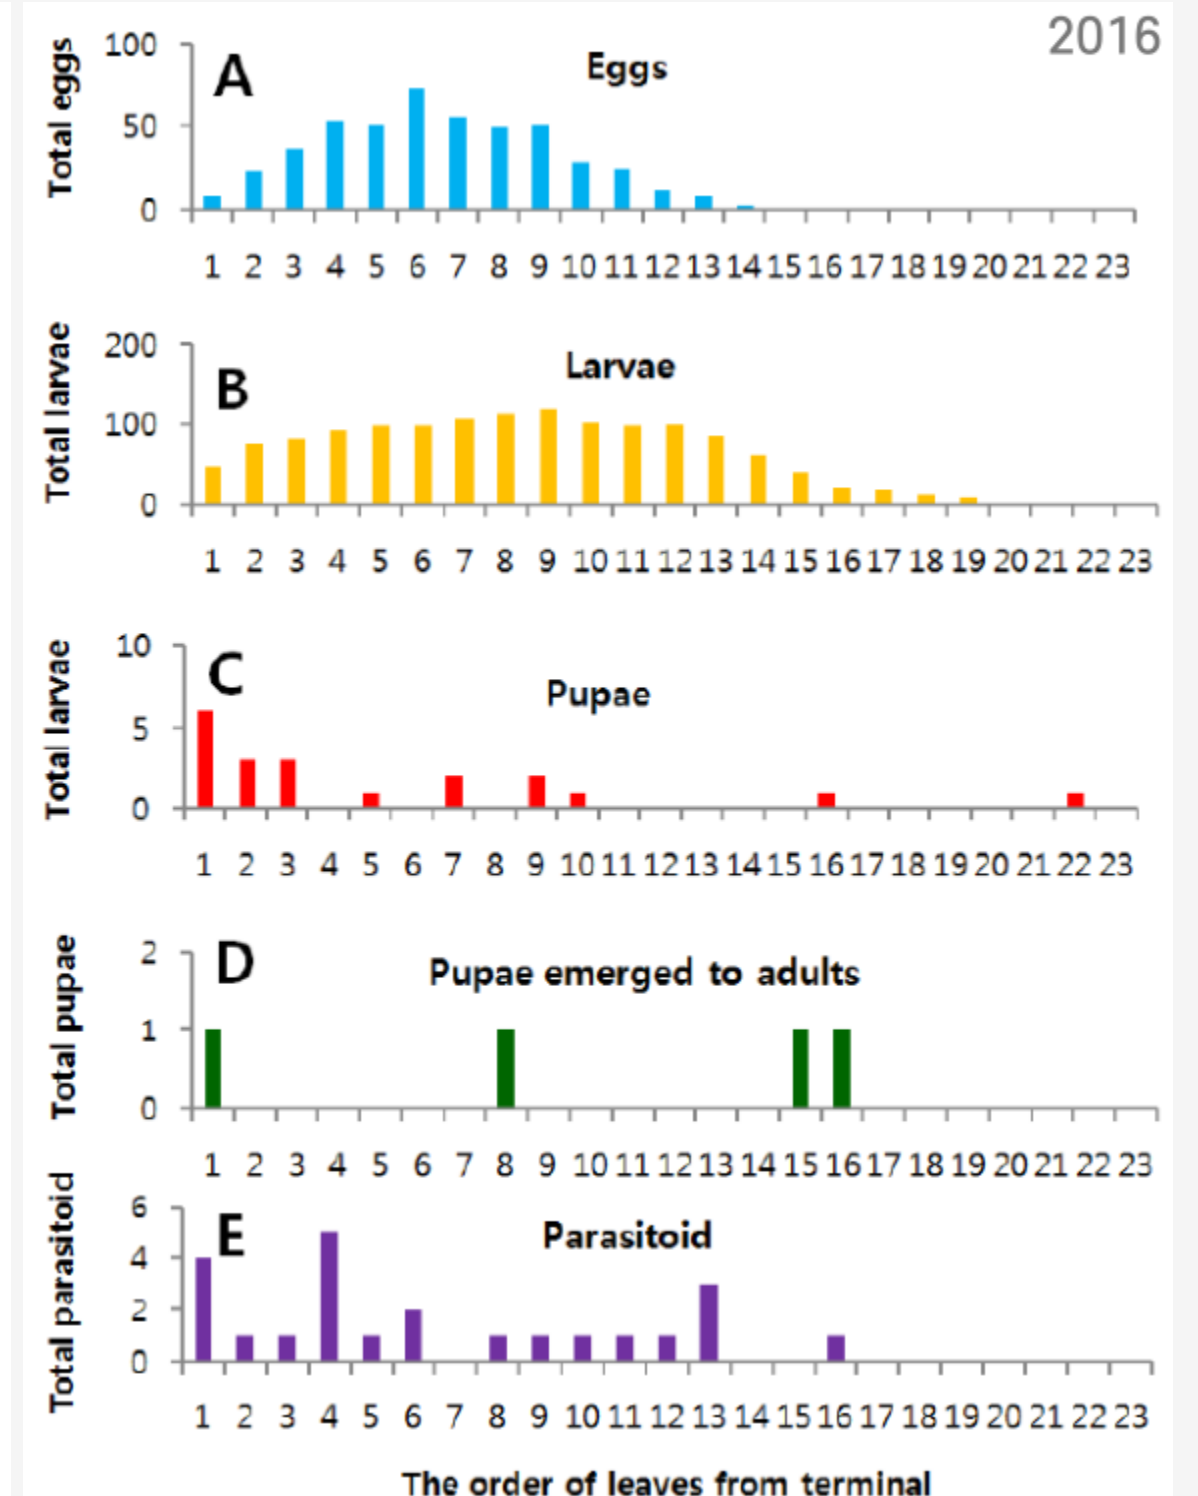 2016
Total eggs
100
50
0
A
Eggs
1 2 3 4 5 6 7 8 9 10 11 12 13 14 15 16 17 18 19 20 21 22 23
Total larvae
200
100
0
B
Larvae
1 2 3 4 5 6 7 8 9 10 11 12 13 14 15 16 17 18 19 20 21 22 23
Total larvae
10
5
0
C
Pupae
1 2 3 4 5 6 7 8 9 10 11 12 13 14 15 16 17 18 19 20 21 22 23
Total pupae
2
1
0
D
Pupae emerged to adults
1 2 3 4 5 6 7 8 9 10 11 12 13 14 15 16 17 18 19 20 21 22 23
Total parasitoid
6
4
2
0
E
Parasitoid
1 2 3 4 5 6 7 8 9 10 11 12 13 14 15 16 17 18 19 20 21 22 23
The order of leaves from terminal